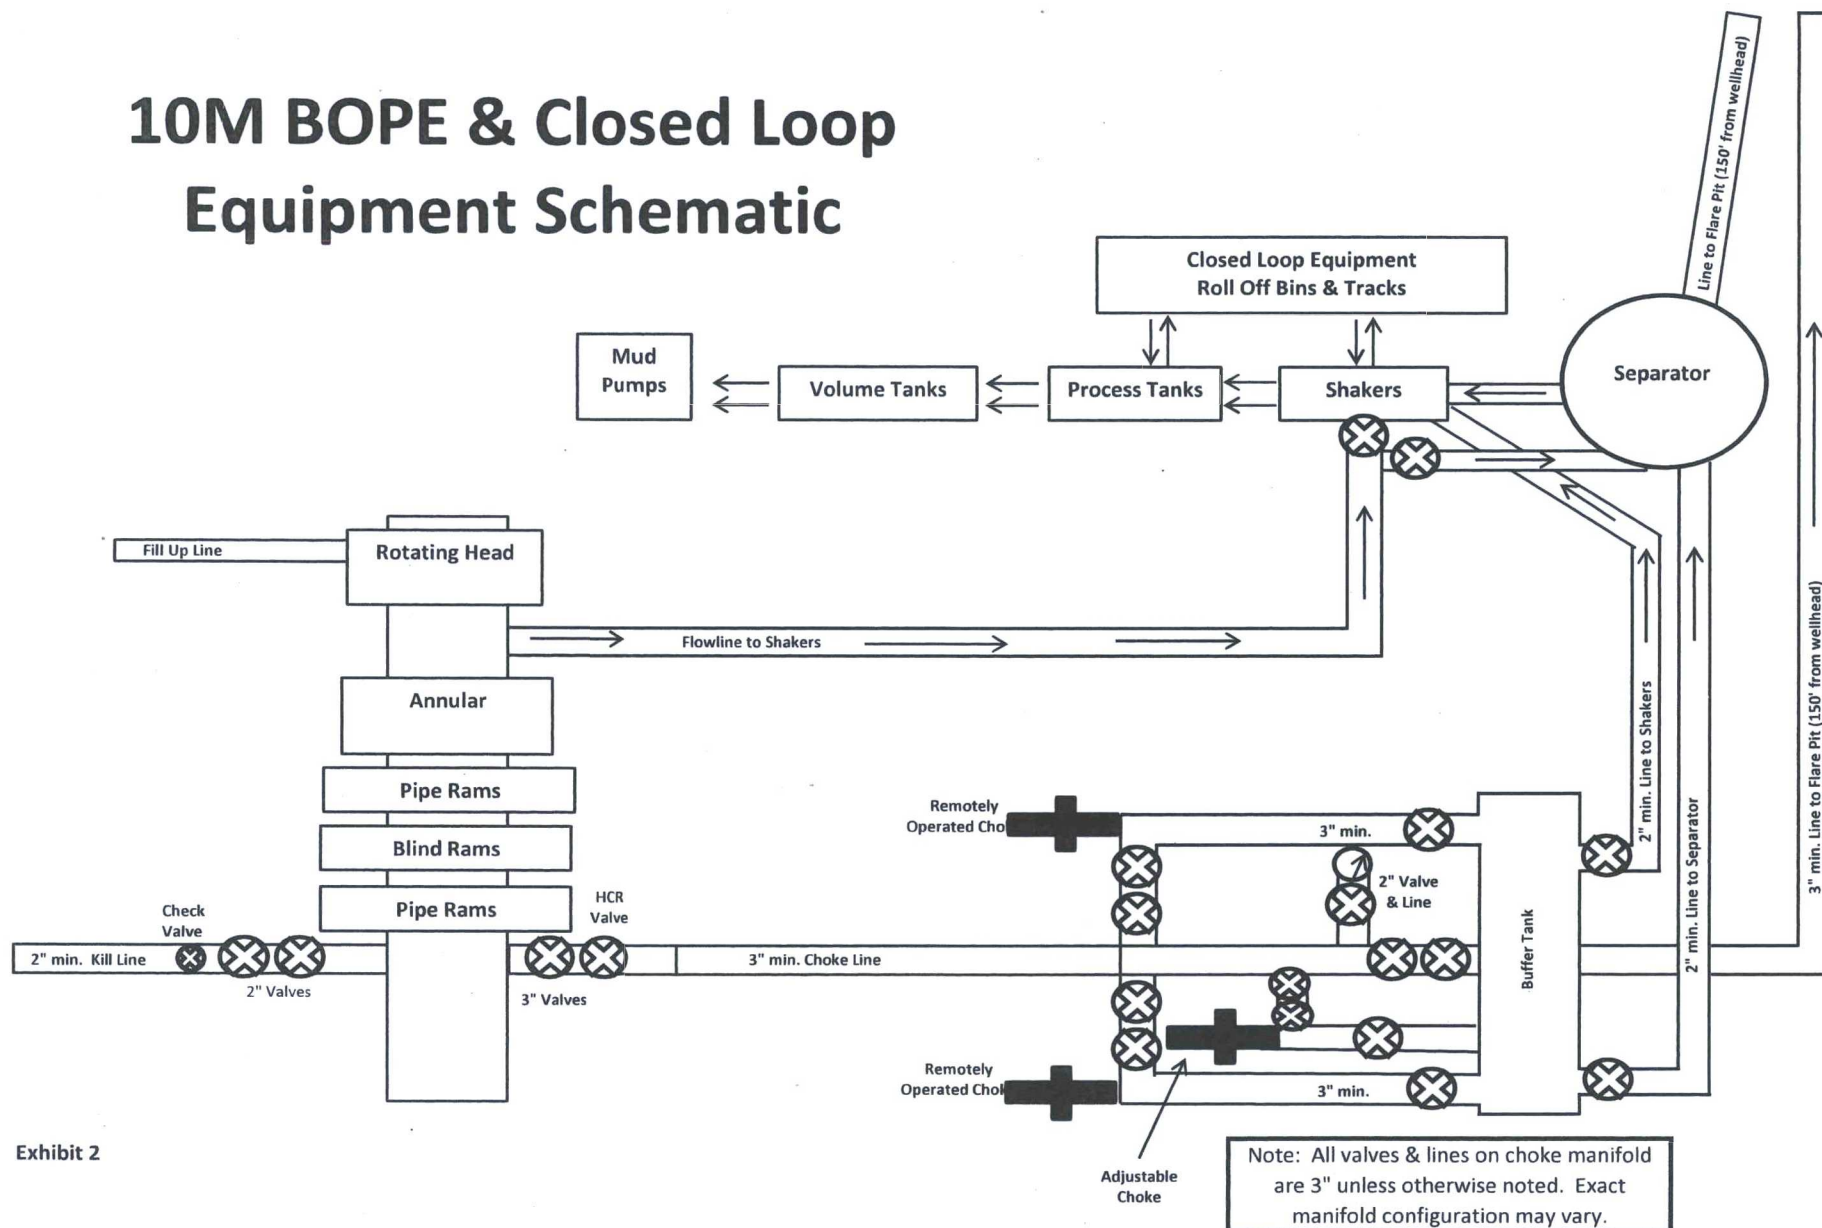 10M BOPE & Closed Loop
Equipment Schematic
Line to Flare Pit (150' from wellhead)
Closed Loop Equipment
Roll Off Bins & Tracks
Mud
Pumps
Volume Tanks
Process Tanks
Shakers
Separator
Fill Up Line
Rotating Head
Flowline to Shakers
Annular
Pipe Rams
Blind Rams
Pipe Rams
Check
Valve
HCR
Valve
2" min. Kill Line
2" Valves
3" Valves
3" min. Choke Line
Remotely
Operated Cho
3" min.
2" Valve
& Line
Buffer Tank
2" min. Line to Shakers
2" min. Line to Separator
3" min. Line to Flare Pit (150' from wellhead)
Remotely
Operated Chok
3" min.
Adjustable
Choke
Exhibit 2
Note: All valves & lines on choke manifold
are 3" unless otherwise noted. Exact
manifold configuration may vary.